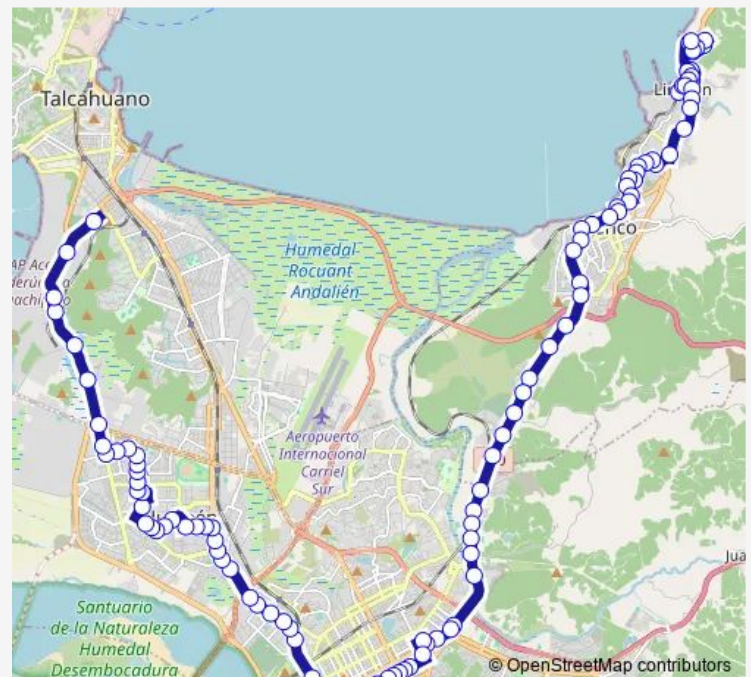 Talcahuano
Humedal
Rocuant
Andalién
Aeropuerto
Internacional
Carriel
Sur
Santuario
de la Naturaleza
Humedal
Desembocadura
© OpenStreetMap contributors